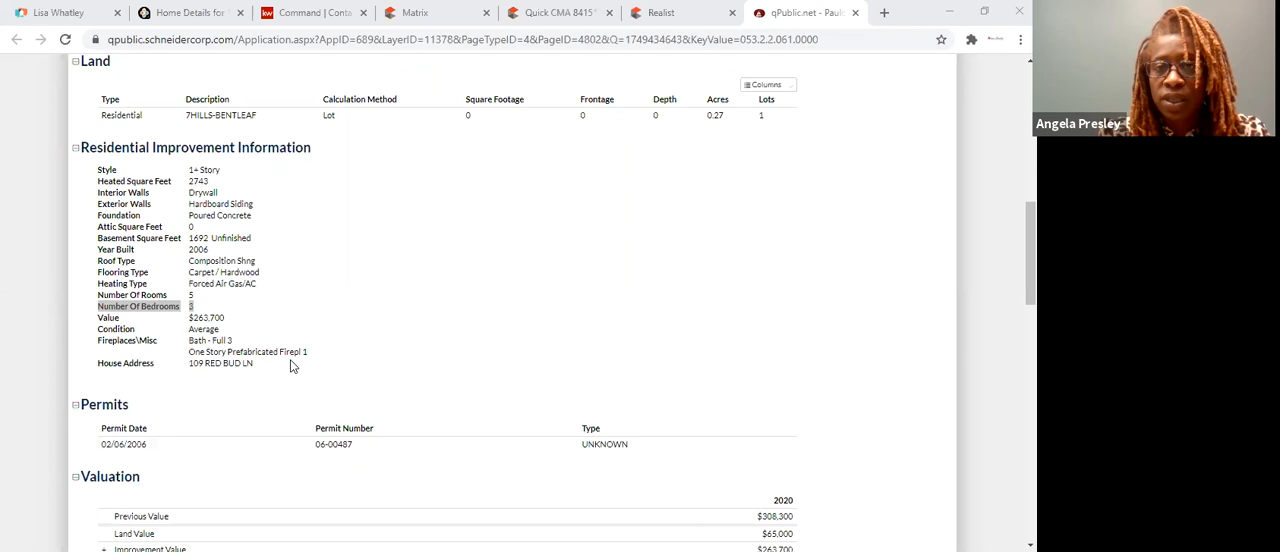 Lisa Whatley
Home Details for
Command | Conta
Matrix
Quick CMA 8415
Realist
qPublic.net - Paul
qpublic.schneidercorp.com/Application.aspx?AppID=689&LayerID=11378&PageTypeID=4&PageID=4802&Q=1749434643&KeyValue=053.2.2.061.0000
Land
Columns
Type Description Calculation Method Square Footage Frontage Depth Acres Lots
Residential 7HILLS-BENTLEAF Lot 0 0 0 0.27 1
Residential Improvement Information
Style 1+ Story
Heated Square Feet 2743
Interior Walls Drywall
Exterior Walls Hardboard Siding
Foundation Poured Concrete
Attic Square Feet 0
Basement Square Feet 1692 Unfinished
Year Built 2006
Roof Type Composition Shng
Flooring Type Carpet / Hardwood
Heating Type Forced Air Gas/AC
Number Of Rooms 5
Number Of Bedrooms 3
Value $263,700
Condition Average
Fireplaces\Misc Bath - Full 3
One Story Prefabricated Firepl 1
House Address 109 RED BUD LN
Permits
Permit Date Permit Number Type
02/06/2006 06-00487 UNKNOWN
Valuation
2020
Previous Value $308,300
Land Value $65,000
+ Improvement Value $263,700
Angela Presley